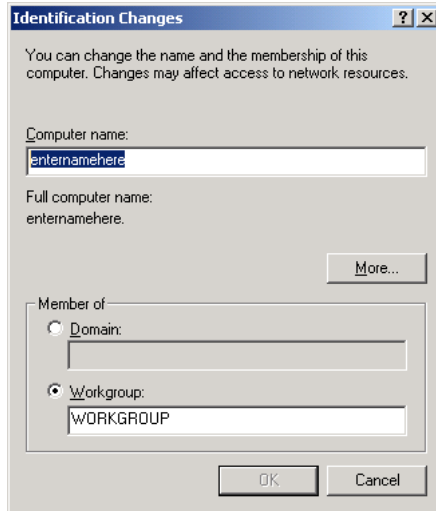 Identification Changes
You can change the name and the membership of this
computer. Changes may affect access to network resources.
Computer name:
enternamehere
Full computer name:
enternamehere.
More...
Member of
Domain:
Workgroup:
WORKGROUP
OK Cancel